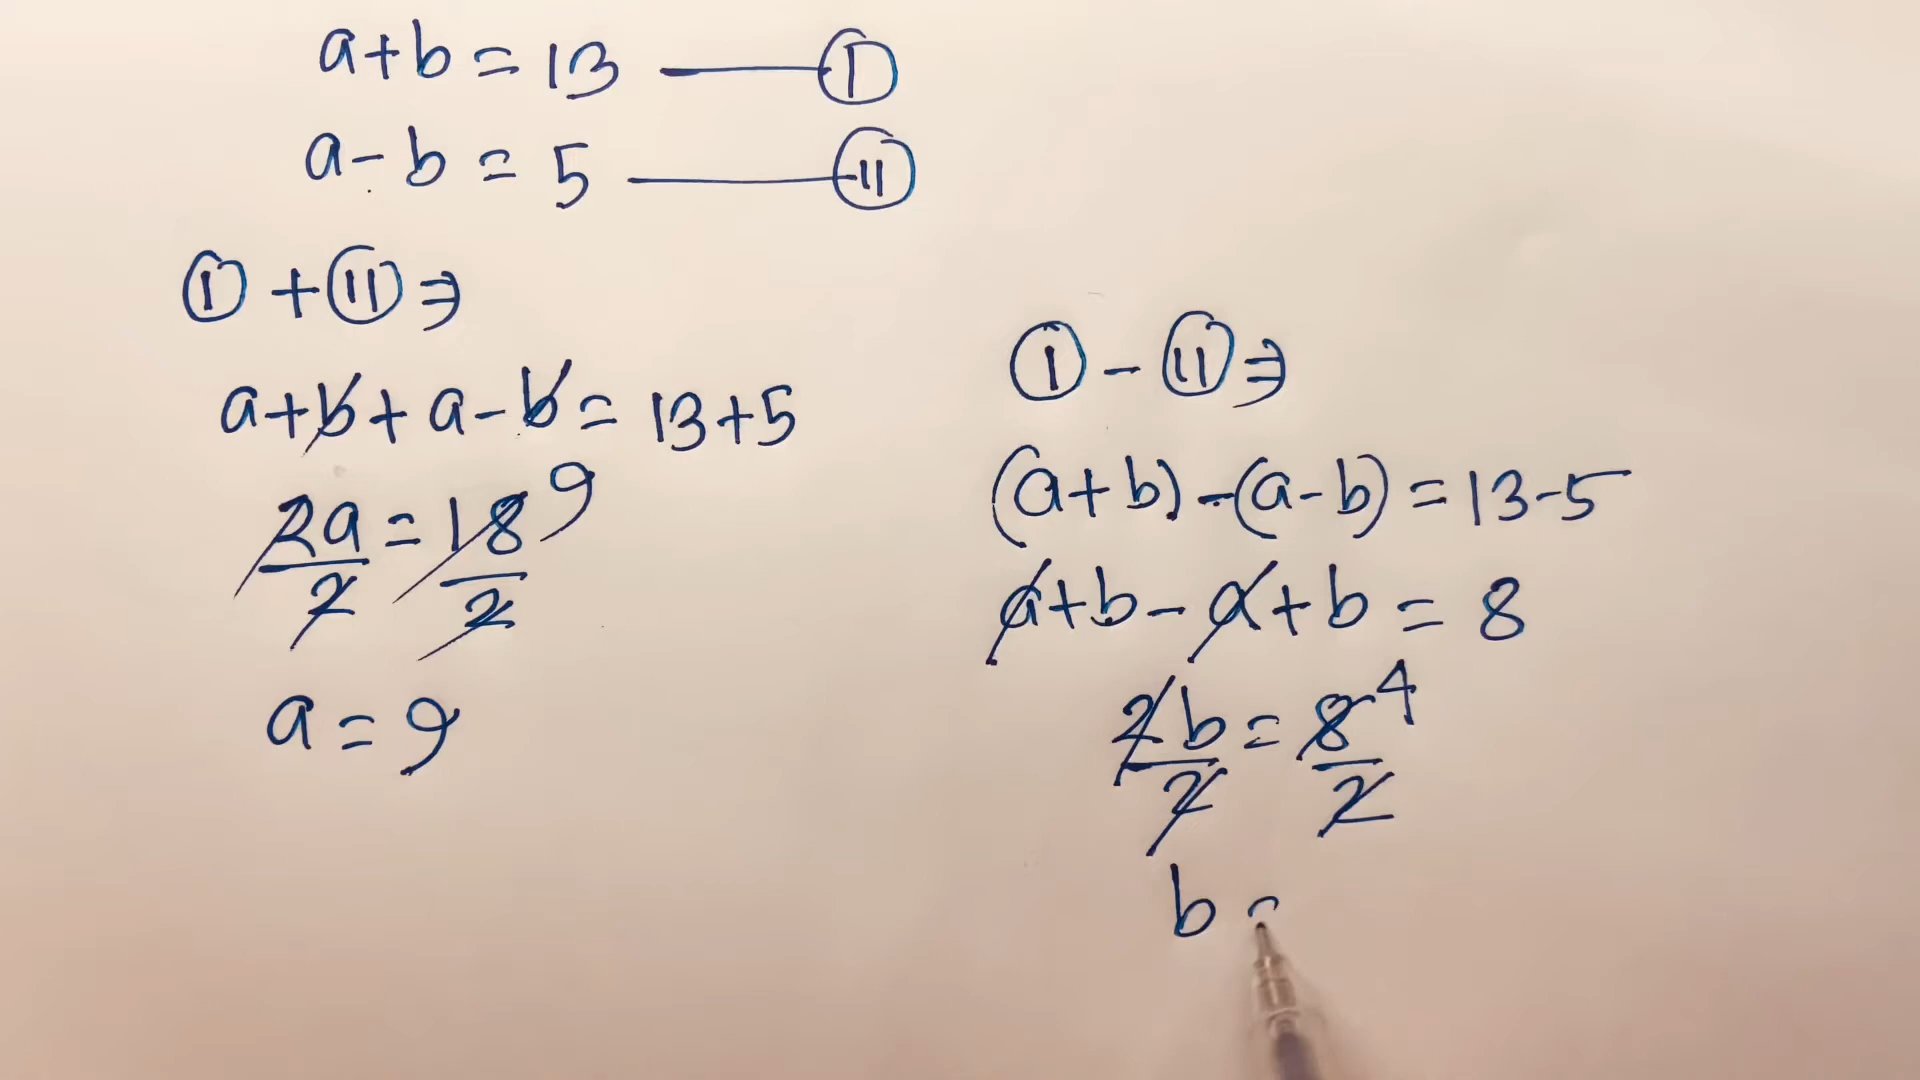 a+b = 13 —— Ⓘ
a-b = 5 —— Ⓘ Ⓘ
Ⓘ + ⓘⓘ ⇒
a+b+a-b = 13+5
2a/2 = 18/2 9
a = 9
Ⓘ - ⓘⓘ ⇒
(a+b)-(a-b) = 13-5
a+b-a+b = 8
2b/2 = 8/2 4
b =